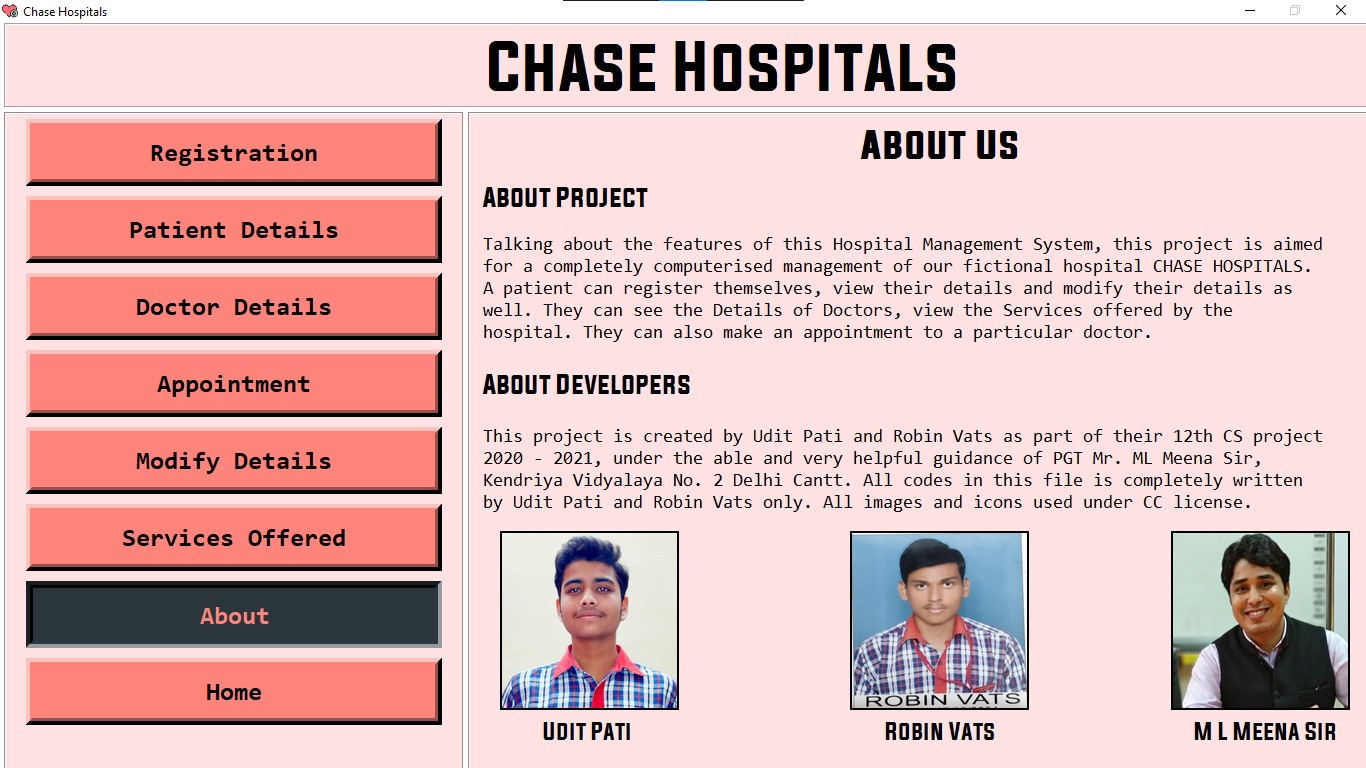 Chase Hospitals
Chase Hospitals
Registration
Patient Details
Doctor Details
Appointment
Modify Details
Services Offered
About
Home
About Us
About Project
Talking about the features of this Hospital Management System, this project is aimed
for a completely computerised management of our fictional hospital CHASE HOSPITALS.
A patient can register themselves, view their details and modify their details as
well. They can see the Details of Doctors, view the Services offered by the
hospital. They can also make an appointment to a particular doctor.
About Developers
This project is created by Udit Pati and Robin Vats as part of their 12th CS project
2020 - 2021, under the able and very helpful guidance of PGT Mr. ML Meena Sir,
Kendriya Vidyalaya No. 2 Delhi Cantt. All codes in this file is completely written
by Udit Pati and Robin Vats only. All images and icons used under CC license.
ROBIN VATS
Udit Pati
Robin Vats
M L Meena Sir